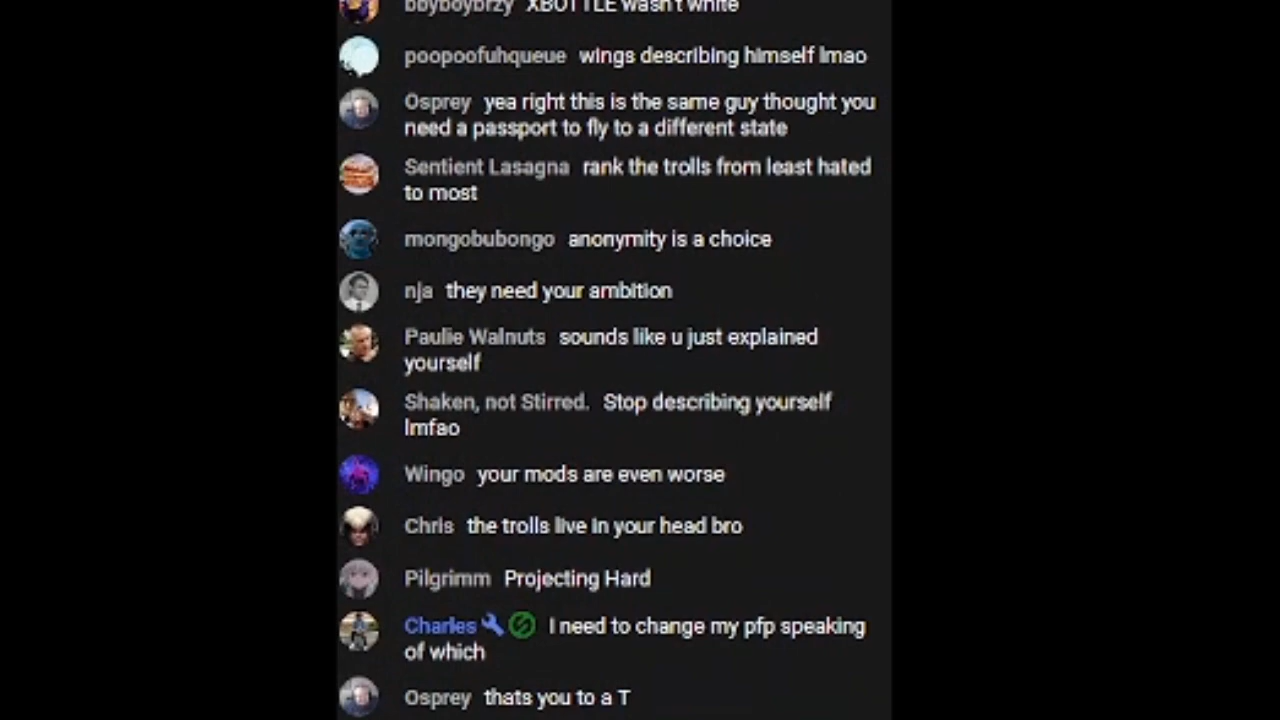 bbyboybrzy XBOTTLE wasn't white
poopoofuhqueue wings describing himself lmao
Osprey yea right this is the same guy thought you
need a passport to fly to a different state
Sentient Lasagna rank the trolls from least hated
to most
mongobubongo anonymity is a choice
nja they need your ambition
Paulie Walnuts sounds like u just explained
yourself
Shaken, not Stirred. Stop describing yourself
lmfao
Wingo your mods are even worse
Chris the trolls live in your head bro
Pilgrimm Projecting Hard
Charles I need to change my pfp speaking
of which
Osprey thats you to a T